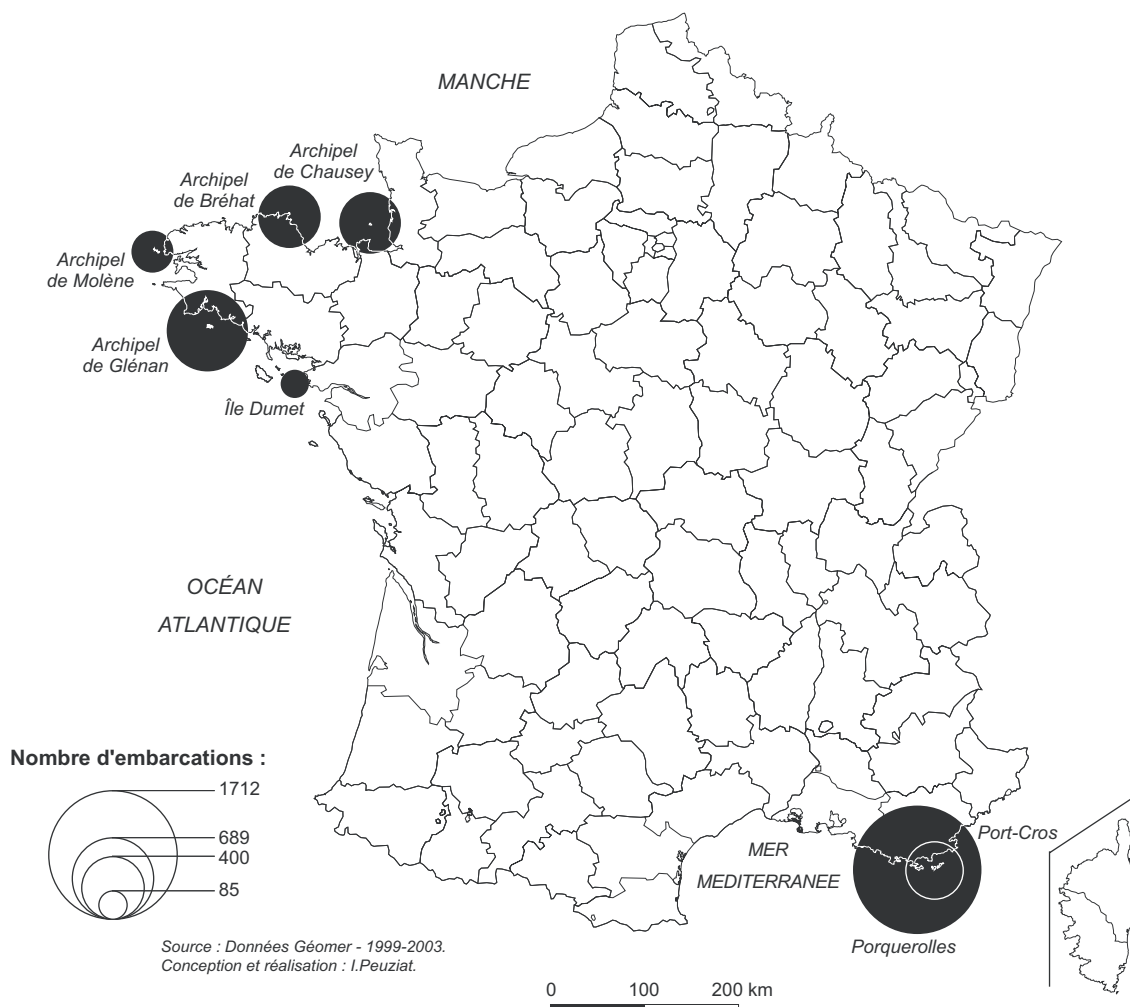 MANCHE
Archipel
de Chausey
Archipel
de Bréhat
Archipel
de Molène
Archipel
de Glénan
Île Dumet
OCÉAN
ATLANTIQUE
Nombre d'embarcations :
1712
689
400
85
Port-Cros
MER
MEDITERRANEE
Porquerolles
Source : Données Géomer - 1999-2003.
Conception et réalisation : I.Peuziat.
0 100 200 km